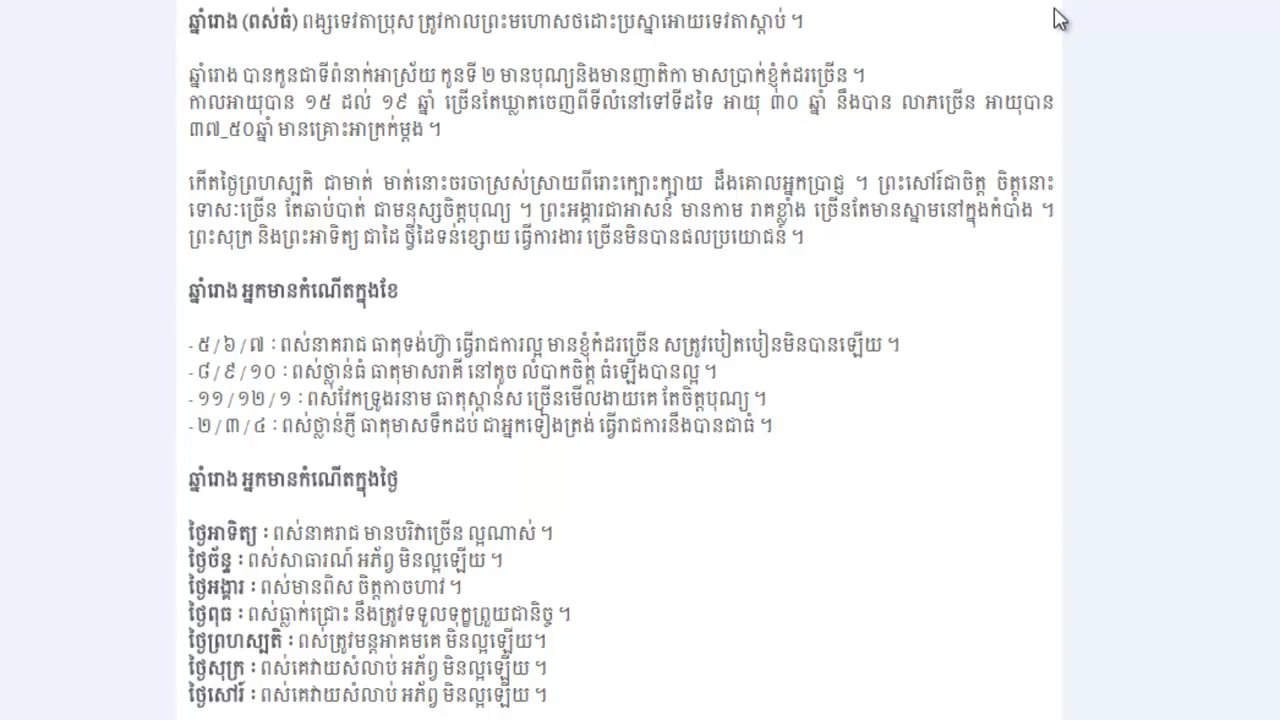 ឆ្នាំរោង (ពស់ធំ) ពង្សទេវតាប្រុស ត្រូវកាលព្រះមហោសថដោះប្រស្នាអោយទេវតាស្តាប់ ។
ឆ្នាំរោង បានកូនជាទីពំនាក់អាស្រ័យ កូនទី ២ មានបុណ្យនិងមានញាតិកា មាសប្រាក់ខ្ញុំកំដរច្រើន ។
កាលអាយុបាន ១៥ ដល់ ១៩ ឆ្នាំ ច្រើនតែឃ្លាតចេញពីទីលំនៅទៅទីដទៃ អាយុ ៣០ ឆ្នាំ នឹងបាន លាភច្រើន អាយុបាន
៣៧_៥០ឆ្នាំ មានគ្រោះអាក្រក់ម្តង ។
កើតថ្ងៃព្រហស្បតិ ជាមាត់ មាត់នោះចរចាស្រស់ស្រាយពីរោះក្បោះក្បាយ ដឹងគោលអ្នកប្រាជ្ញ ។ ព្រះសៅរ៍ជាចិត្ត ចិត្តនោះ
ទោសៈច្រើន តែឆាប់បាត់ ជាមនុស្សចិត្តបុណ្យ ។ ព្រះអង្គារជាអាសន៍ មានកាម រាគខ្លាំង ច្រើនតែមានស្នាមនៅក្នុងកំបាំង ។
ព្រះសុក្រ និងព្រះអាទិត្យ ជាដៃ ថ្វីដៃទន់ខ្សោយ ធ្វើការងារ ច្រើនមិនបានផលប្រយោជន៍ ។
ឆ្នាំរោង អ្នកមានកំណើតក្នុងខែ
- ៥ / ៦ / ៧ : ពស់នាគរាជ ធាតុទង់ហ៊្វា ធ្វើរាជការល្អ មានខ្ញុំកំដរច្រើន សត្រូវបៀតបៀនមិនបានឡើយ ។
- ៨ / ៩ / ១០ : ពស់ថ្លាន់ធំ ធាតុមាសរាគី នៅតូច លំបាកចិត្ត ធំឡើងបានល្អ ។
- ១១ / ១២ / ១ : ពស់វែកទ្រូងរនាម ធាតុស្ពាន់ស ច្រើនមើលងាយគេ តែចិត្តបុណ្យ ។
- ២ / ៣ / ៤ : ពស់ថ្លាន់ភ្ញី ធាតុមាសទឹកដប់ ជាអ្នកទៀងត្រង់ ធ្វើរាជការនឹងបានជាធំ ។
ឆ្នាំរោង អ្នកមានកំណើតក្នុងថ្ងៃ
ថ្ងៃអាទិត្យ : ពស់នាគរាជ មានបរិវាច្រើន ល្អណាស់ ។
ថ្ងៃច័ន្ទ : ពស់សាធារណ៍ អភ័ព្វ មិនល្អឡើយ ។
ថ្ងៃអង្គារ : ពស់មានពិស ចិត្តកាចហាវ ។
ថ្ងៃពុធ : ពស់ធ្លាក់ជ្រោះ នឹងត្រូវទទួលទុក្ខព្រួយជានិច្ច ។
ថ្ងៃព្រហស្បតិ : ពស់ត្រូវមន្តអាគមគេ មិនល្អឡើយ។
ថ្ងៃសុក្រ : ពស់គេវាយសំលាប់ អភ័ព្វ មិនល្អឡើយ ។
ថ្ងៃសៅរ៍ : ពស់គេវាយសំលាប់ អភ័ព្វ មិនល្អឡើយ ។